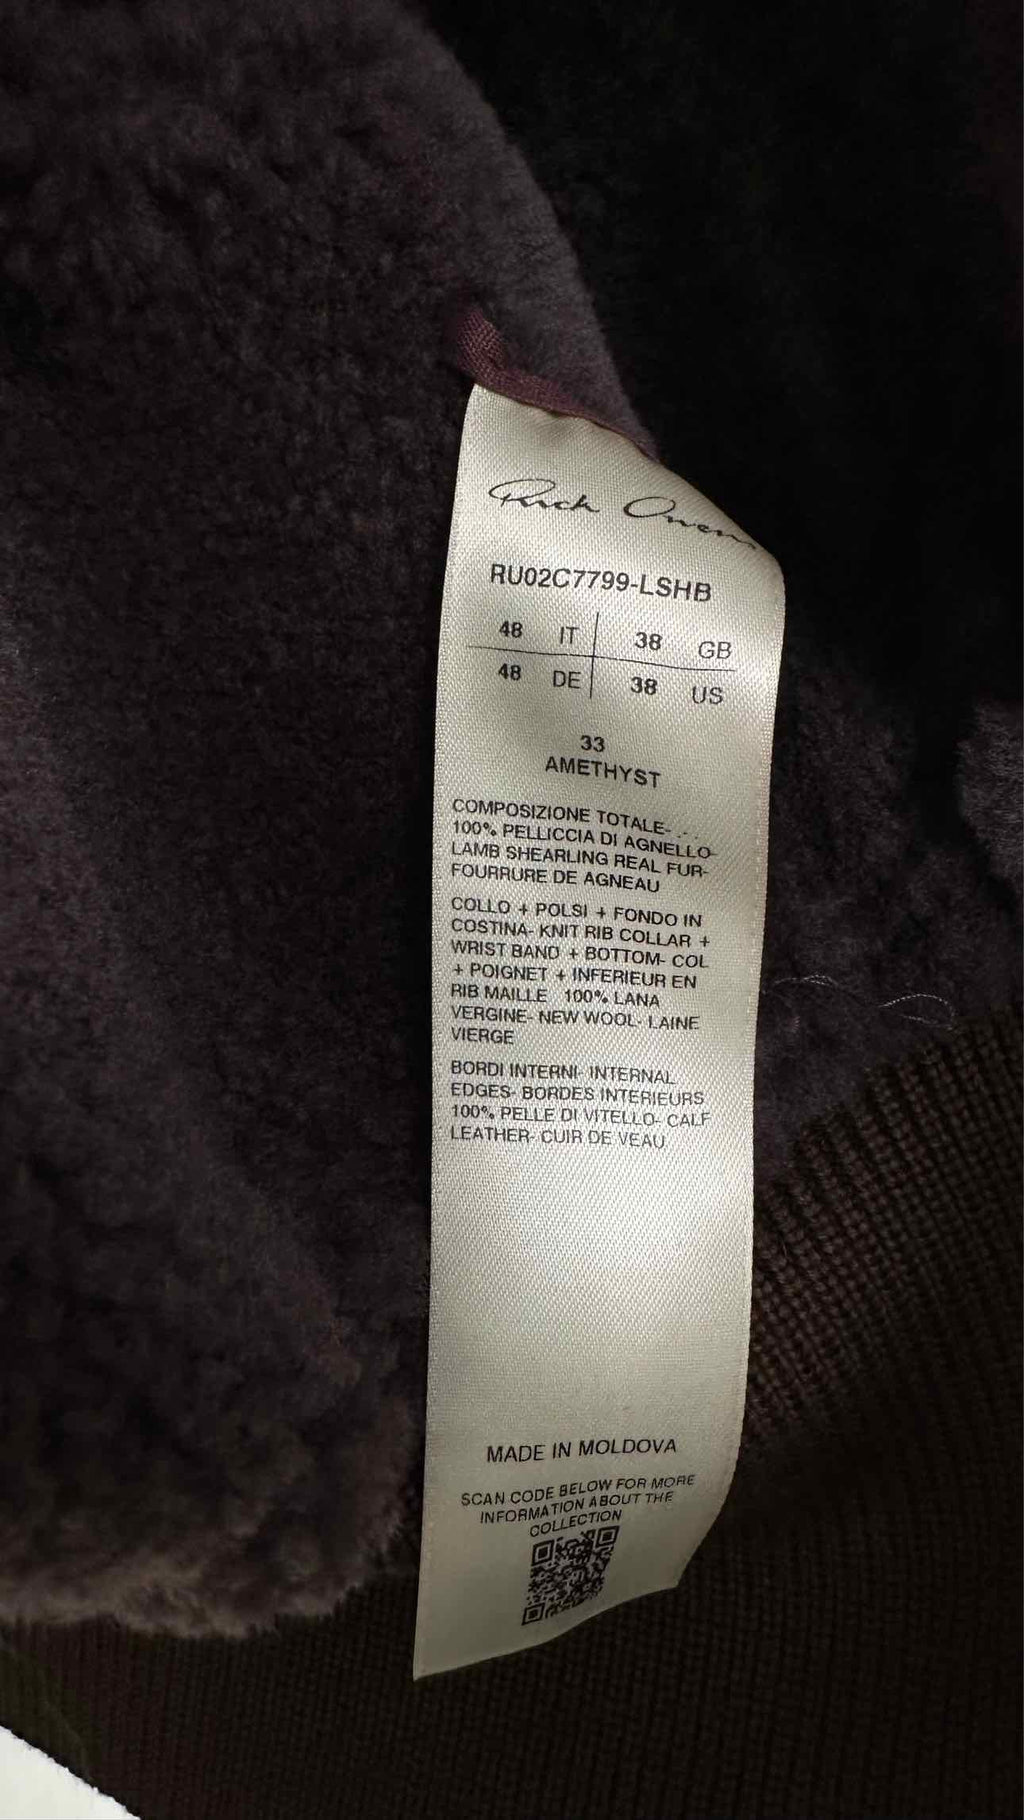 Rick Owens
RU02C7799-LSHB
48 IT 38 GB
48 DE 38 US
33
AMETHYST
COMPOSIZIONE TOTALE-
100% PELLICCIA DI AGNELLO-
LAMB SHEARLING REAL FUR-
FOURRURE DE AGNEAU
COLLO + POLSI + FONDO IN
COSTINA- KNIT RIB COLLAR +
WRIST BAND + BOTTOM- COL
+ POIGNET + INFERIEUR EN
RIB MAILLE 100% LANA
VERGINE- NEW WOOL- LAINE
VIERGE
BORDI INTERNI- INTERNAL
EDGES- BORDES INTERIEURS
100% PELLE DI VITELLO- CALF
LEATHER- CUIR DE VEAU
MADE IN MOLDOVA
SCAN CODE BELOW FOR MORE
INFORMATION ABOUT THE
COLLECTION